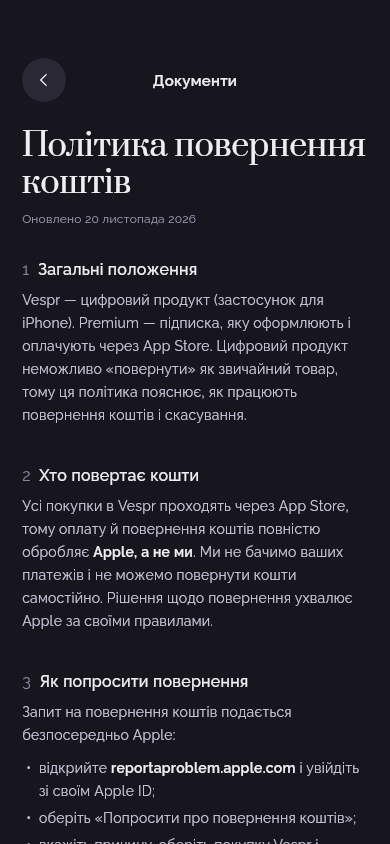 Документи
Політика повернення
коштів
Оновлено 20 листопада 2026
1 Загальні положення
Vespr — цифровий продукт (застосунок для
iPhone). Premium — підписка, яку оформлюють і
оплачують через App Store. Цифровий продукт
неможливо «повернути» як звичайний товар,
тому ця політика пояснює, як працюють
повернення коштів і скасування.
2 Хто повертає кошти
Усі покупки в Vespr проходять через App Store,
тому оплату й повернення коштів повністю
обробляє Apple, а не ми. Ми не бачимо ваших
платежів і не можемо повернути кошти
самостійно. Рішення щодо повернення ухвалює
Apple за своїми правилами.
3 Як попросити повернення
Запит на повернення коштів подається
безпосередньо Apple:
• відкрийте reportaproblem.apple.com і увійдіть
зі своїм Apple ID;
• оберіть «Попросити про повернення коштів»;
• вкажіть причину, оберіть покупку Vespr і